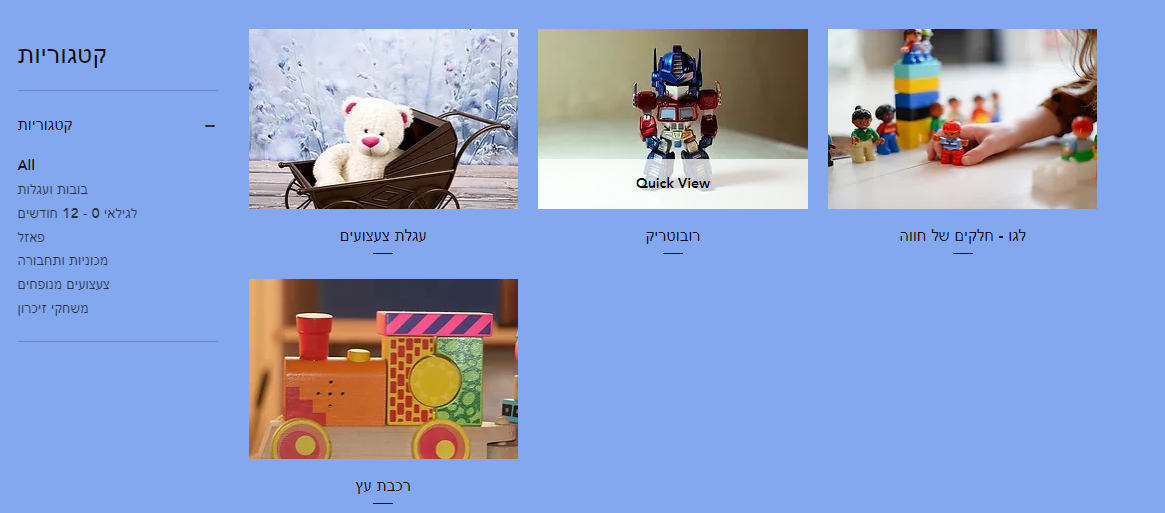 קטגוריות
קטגוריות
All
בובות ועגלות
לגילאי 0 - 12 חודשים
פאזל
מכוניות ותחבורה
צעצועים מנופחים
משחקי זיכרון
Quick View
עגלת צעצועים
רובוטריק
לגו - חלקים של חווה
רכבת עץ